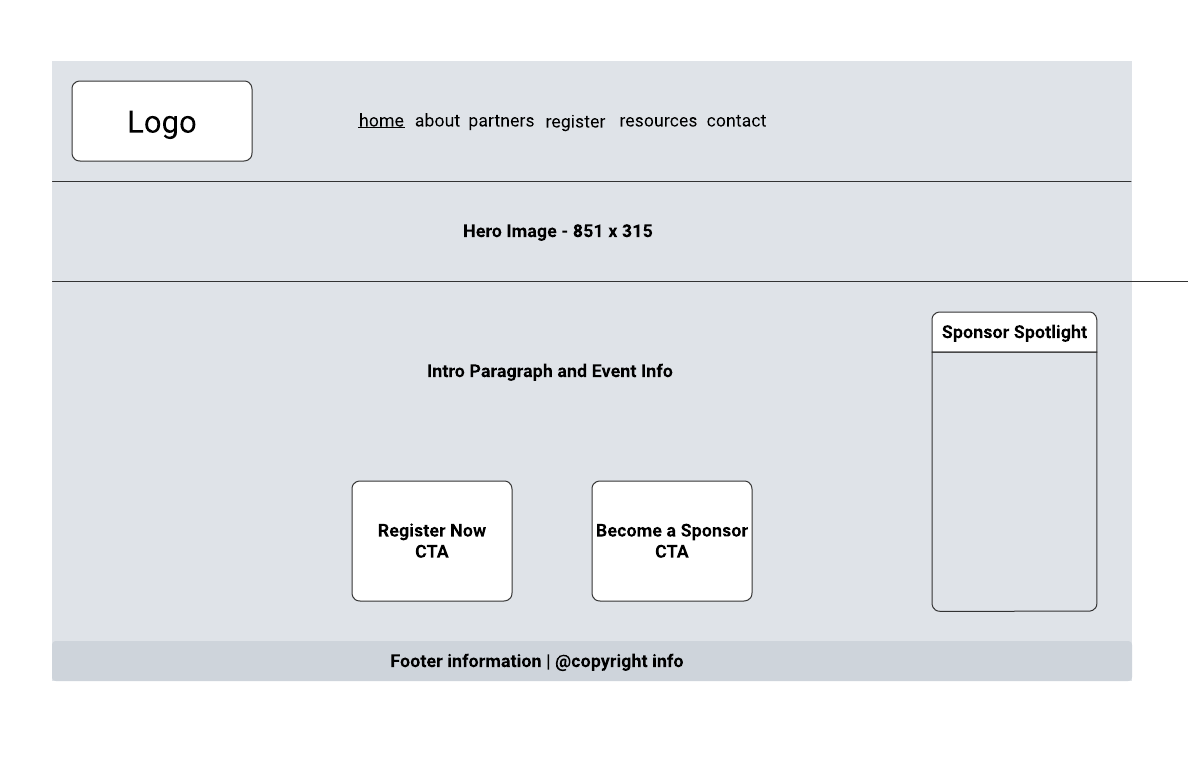 Logo
home about partners register resources contact
Hero Image - 851 x 315
Sponsor Spotlight
Intro Paragraph and Event Info
Register Now
CTA
Become a Sponsor
CTA
Footer information | @copyright info